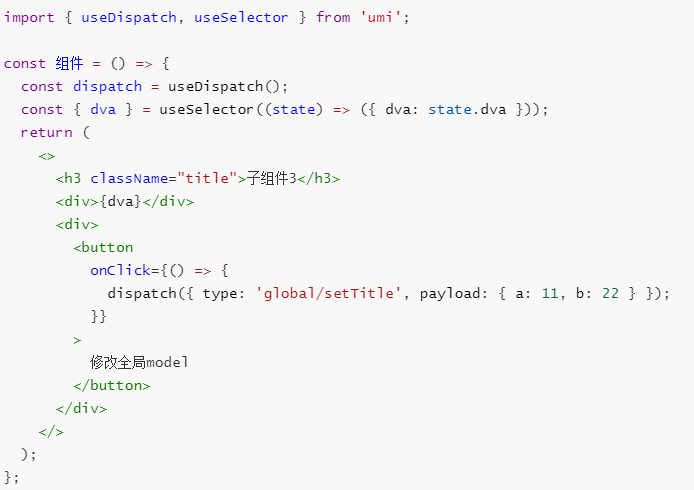 import { useDispatch, useSelector } from 'umi';

const 组件 = () => {
  const dispatch = useDispatch();
  const { dva } = useSelector((state) => ({ dva: state.dva }));
  return (
    <>
      <h3 className="title">子组件3</h3>
      <div>{dva}</div>
      <div>
        <button
          onClick={() => {
            dispatch({ type: 'global/setTitle', payload: { a: 11, b: 22 } });
          }}
        >
          修改全局model
        </button>
      </div>
    </>
  );
};